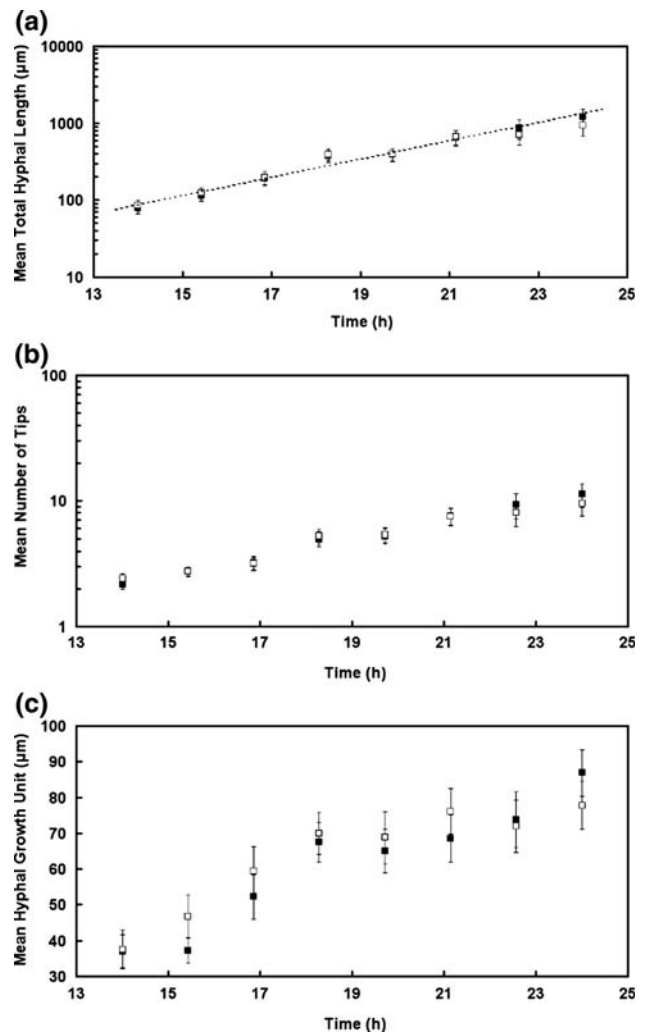 (a)
10000
1000
100
10
Mean Total Hyphal Length (µm)
13 15 17 19 21 23 25
Time (h)
(b)
100
10
1
Mean Number of Tips
13 15 17 19 21 23 25
Time (h)
(c)
100
90
80
70
60
50
40
30
Mean Hyphal Growth Unit (µm)
13 15 17 19 21 23 25
Time (h)